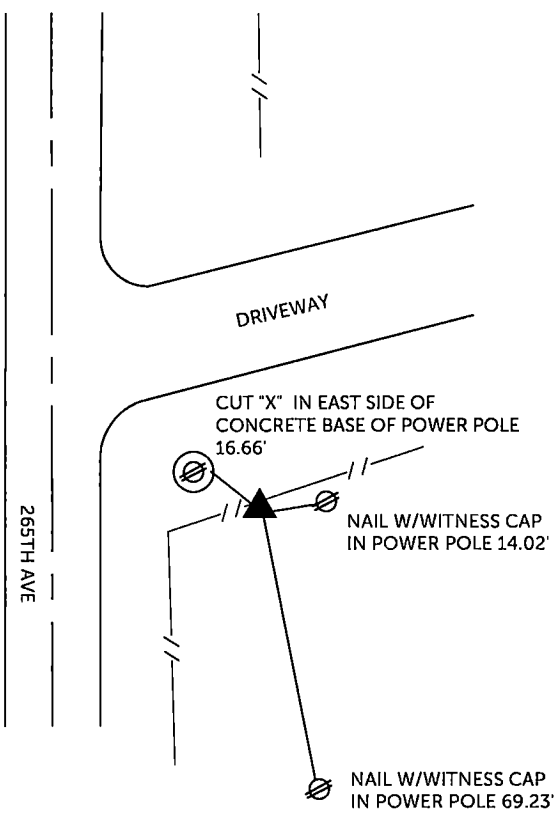 DRIVEWAY
CUT "X" IN EAST SIDE OF
CONCRETE BASE OF POWER POLE
16.66'
265TH AVE
NAIL W/WITNESS CAP
IN POWER POLE 14.02'
NAIL W/WITNESS CAP
IN POWER POLE 69.23'